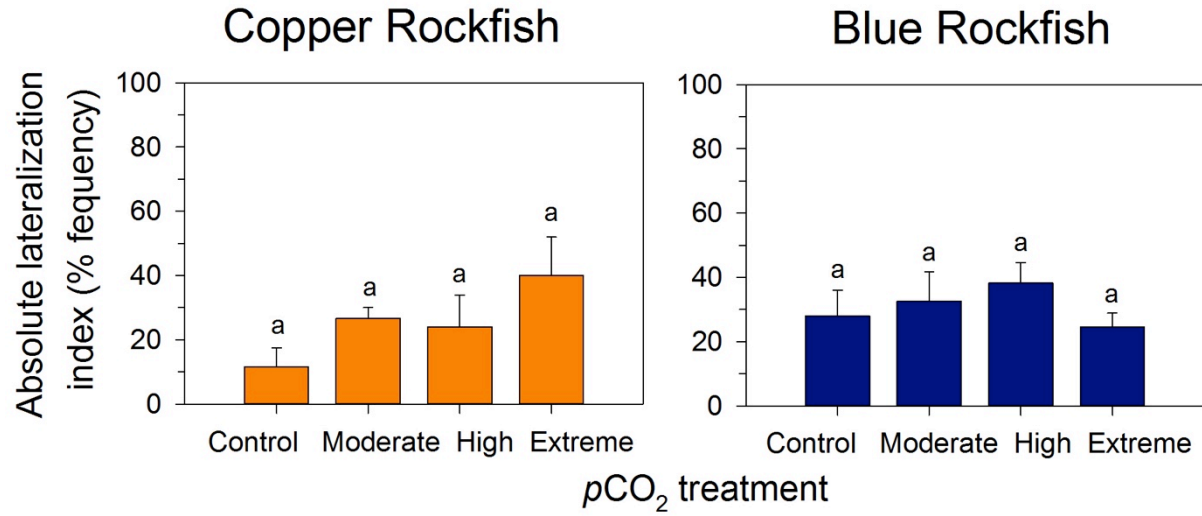 Copper Rockfish
Blue Rockfish
Absolute lateralization
index (% fequency)
100
80
60
40
20
0
a
a
a
a
Control Moderate High Extreme
100
80
60
40
20
0
a
a
a
a
Control Moderate High Extreme
pCO₂ treatment